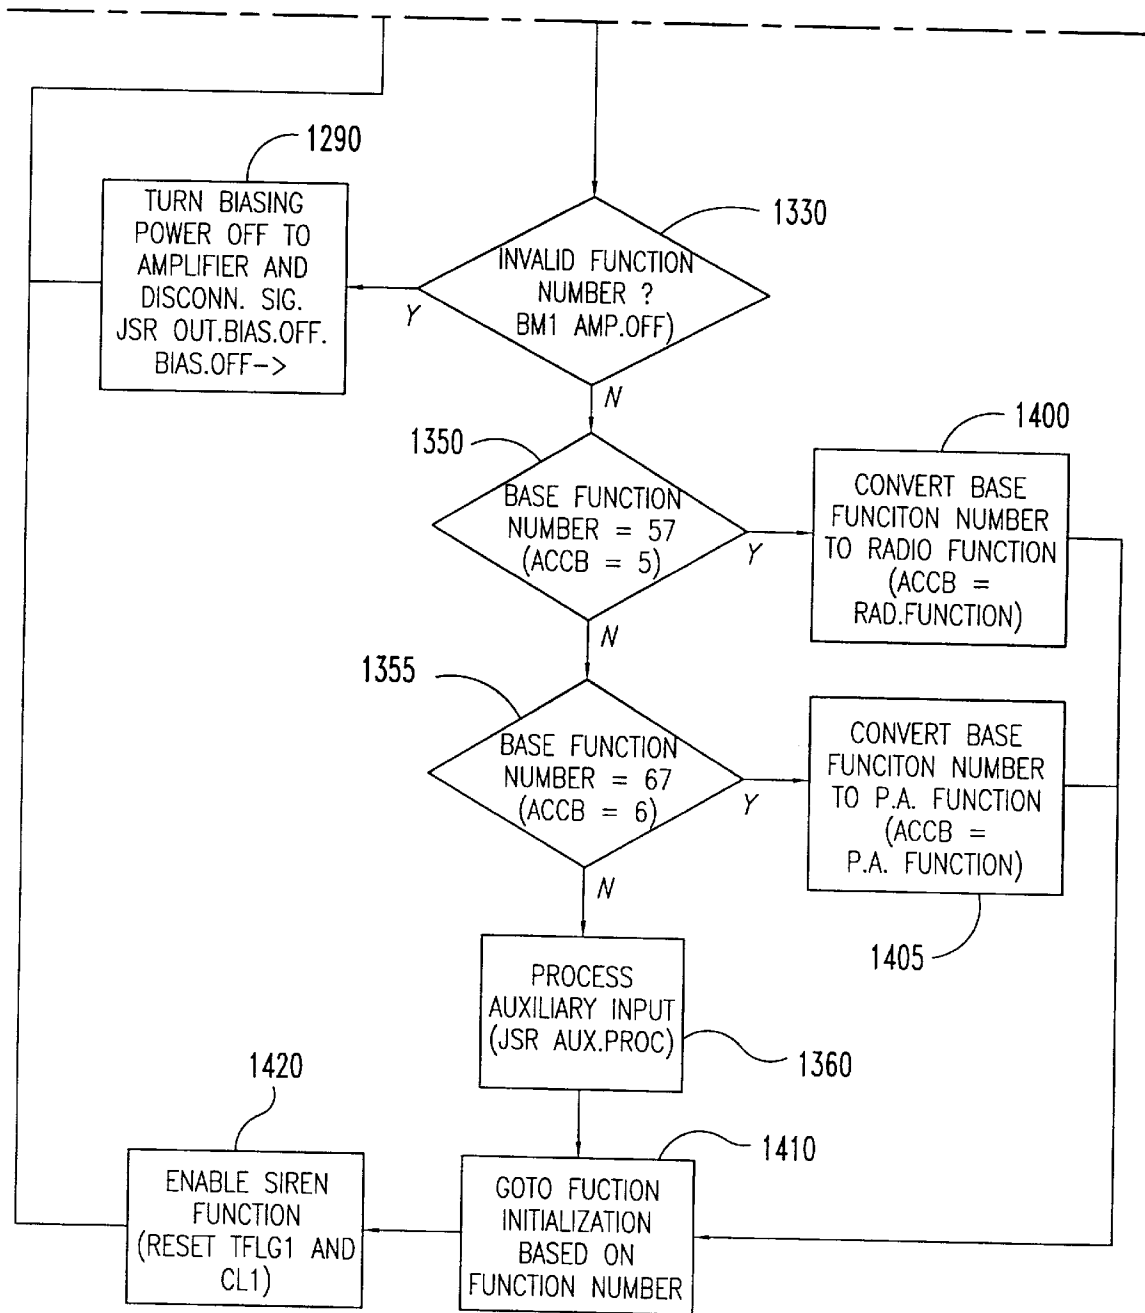 1290
TURN BIASING
POWER OFF TO
AMPLIFIER AND
DISCONN. SIG.
JSR OUT.BIAS.OFF.
BIAS.OFF->
1330
INVALID FUNCTION
NUMBER ?
BM1 AMP.OFF)
Y
N
1350
BASE FUNCTION
NUMBER = 57
(ACCB = 5)
Y
N
1400
CONVERT BASE
FUNCITON NUMBER
TO RADIO FUNCTION
(ACCB =
RAD.FUNCTION)
1355
BASE FUNCTION
NUMBER = 67
(ACCB = 6)
Y
N
CONVERT BASE
FUNCITON NUMBER
TO P.A. FUNCTION
(ACCB =
P.A. FUNCTION)
1405
PROCESS
AUXILIARY INPUT
(JSR AUX.PROC)
1360
1420
ENABLE SIREN
FUNCTION
(RESET TFLG1 AND
CL1)
1410
GOTO FUCTION
INITIALIZATION
BASED ON
FUNCTION NUMBER